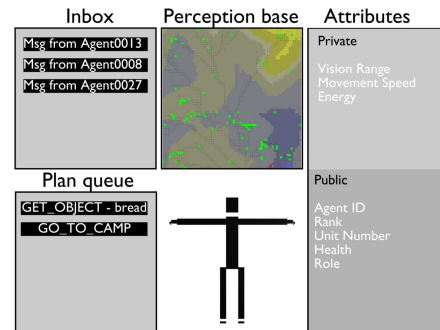 Inbox
Msg from Agent0013
Msg from Agent0008
Msg from Agent0027
Perception base
Attributes
Private
Vision Range
Movement Speed
Energy
Plan queue
GET_OBJECT - bread
GO_TO_CAMP
Public
Agent ID
Rank
Unit Number
Health
Role